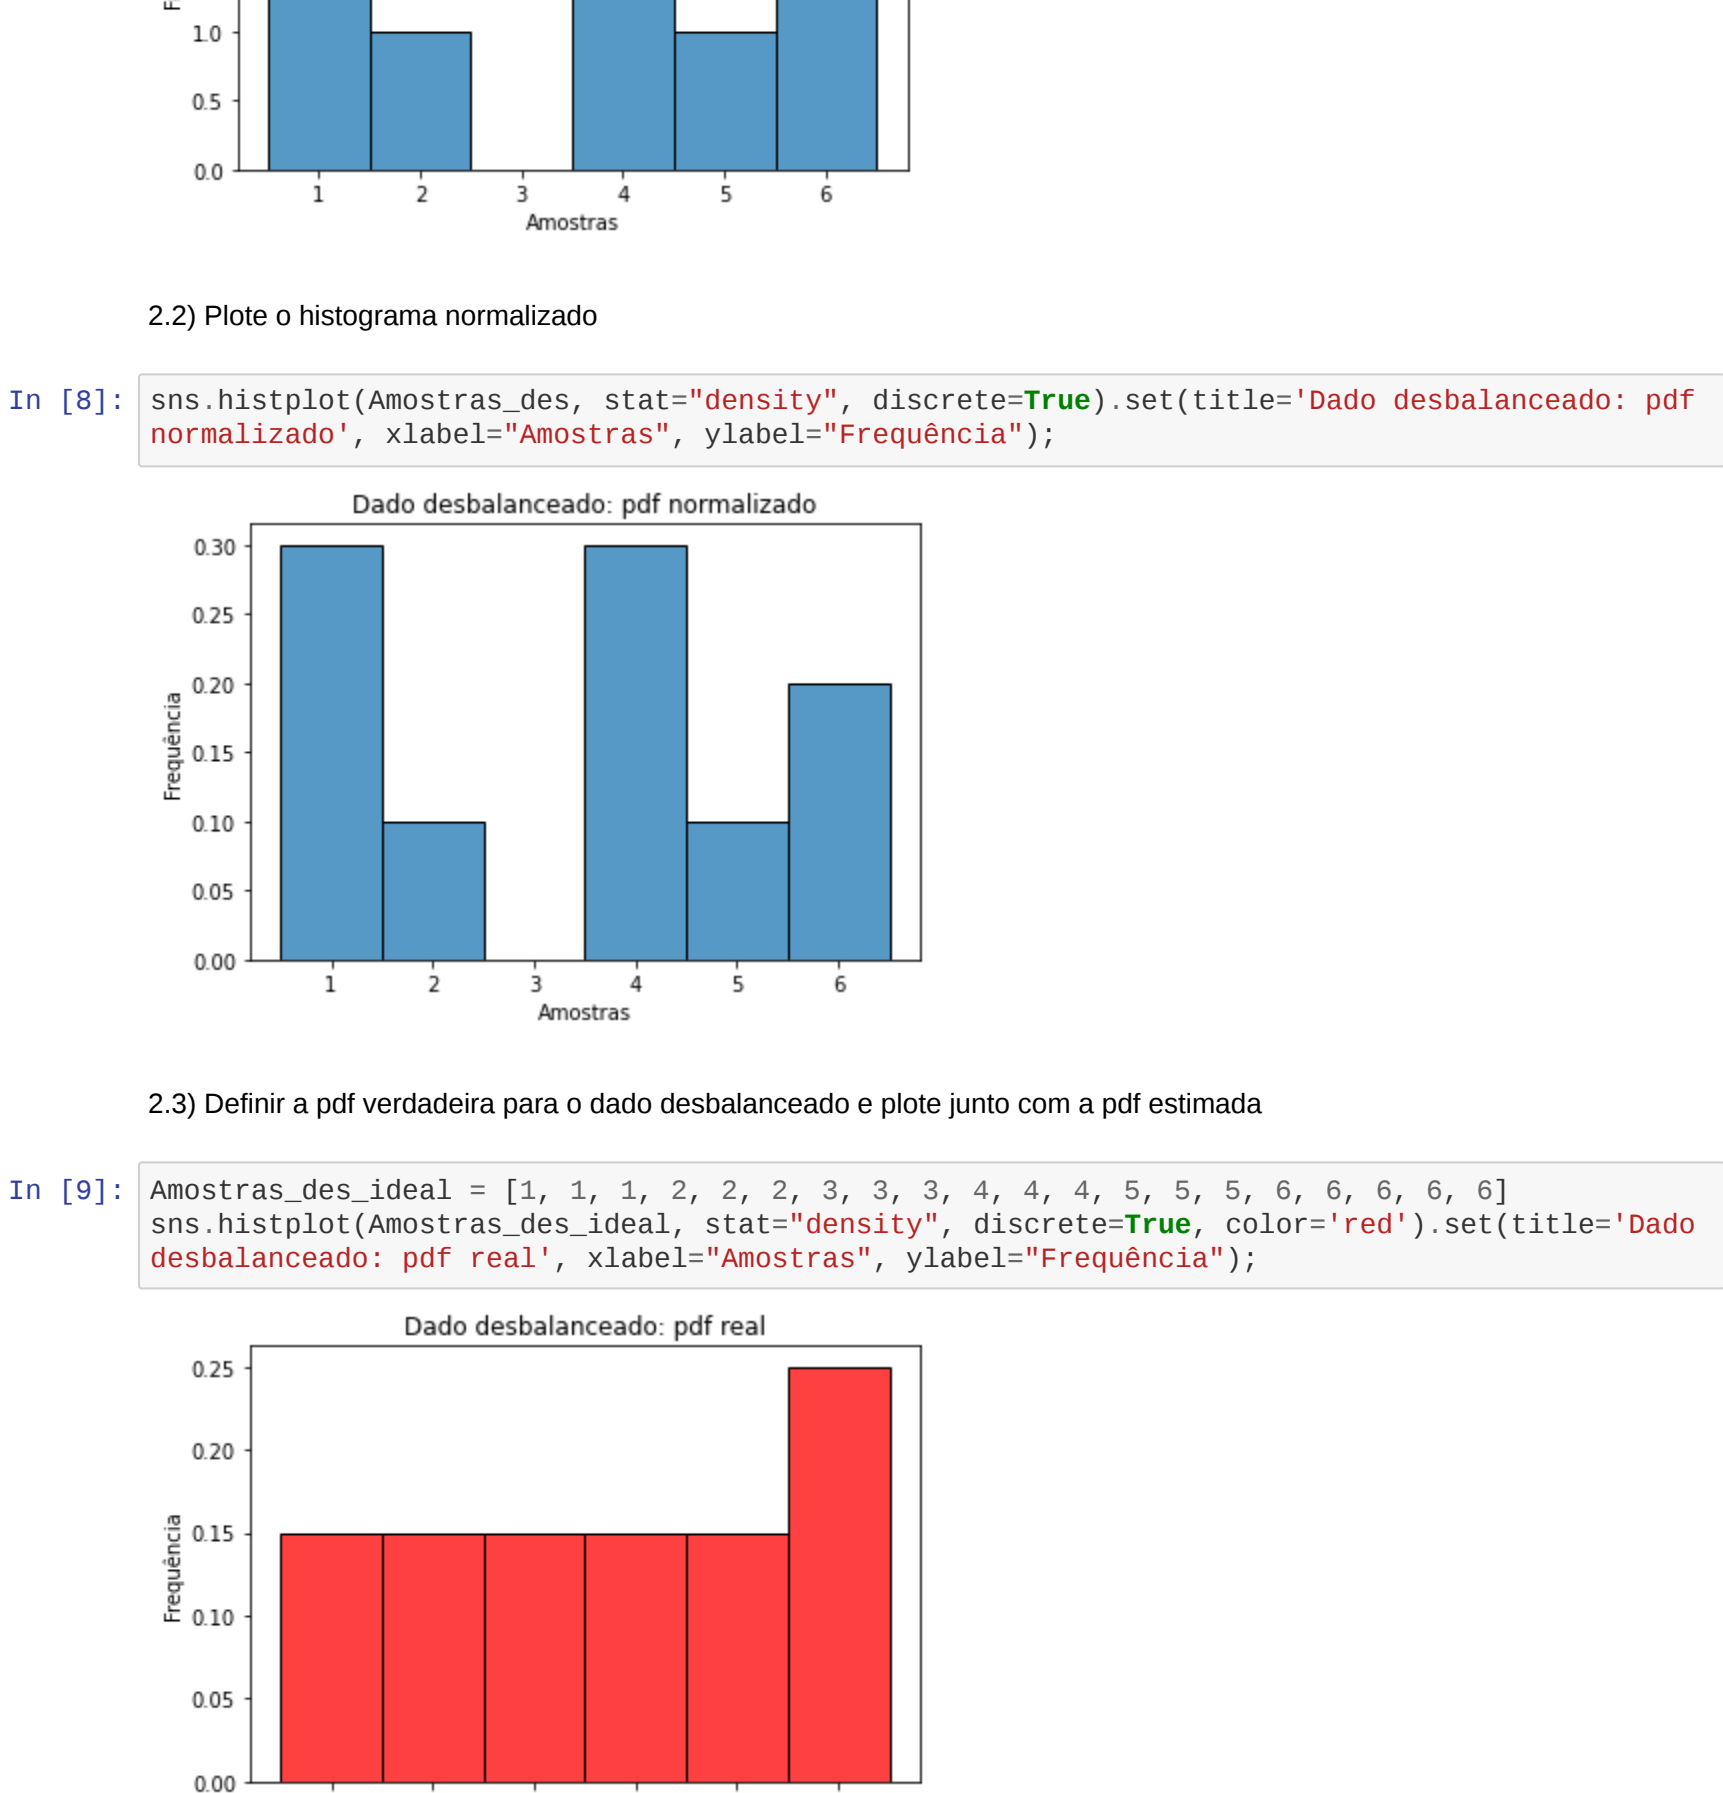 1.0
0.5
0.0
1 2 3 4 5 6
Amostras
2.2) Plote o histograma normalizado
In [8]: sns.histplot(Amostras_des, stat="density", discrete=True).set(title='Dado desbalanceado: pdf
normalizado', xlabel="Amostras", ylabel="Frequência");
Dado desbalanceado: pdf normalizado
0.30
0.25
0.20
0.15
0.10
0.05
0.00
Frequência
1 2 3 4 5 6
Amostras
2.3) Definir a pdf verdadeira para o dado desbalanceado e plote junto com a pdf estimada
In [9]: Amostras_des_ideal = [1, 1, 1, 2, 2, 2, 3, 3, 3, 4, 4, 4, 5, 5, 5, 6, 6, 6, 6, 6]
sns.histplot(Amostras_des_ideal, stat="density", discrete=True, color='red').set(title='Dado
desbalanceado: pdf real', xlabel="Amostras", ylabel="Frequência");
Dado desbalanceado: pdf real
0.25
0.20
0.15
0.10
0.05
0.00
Frequência